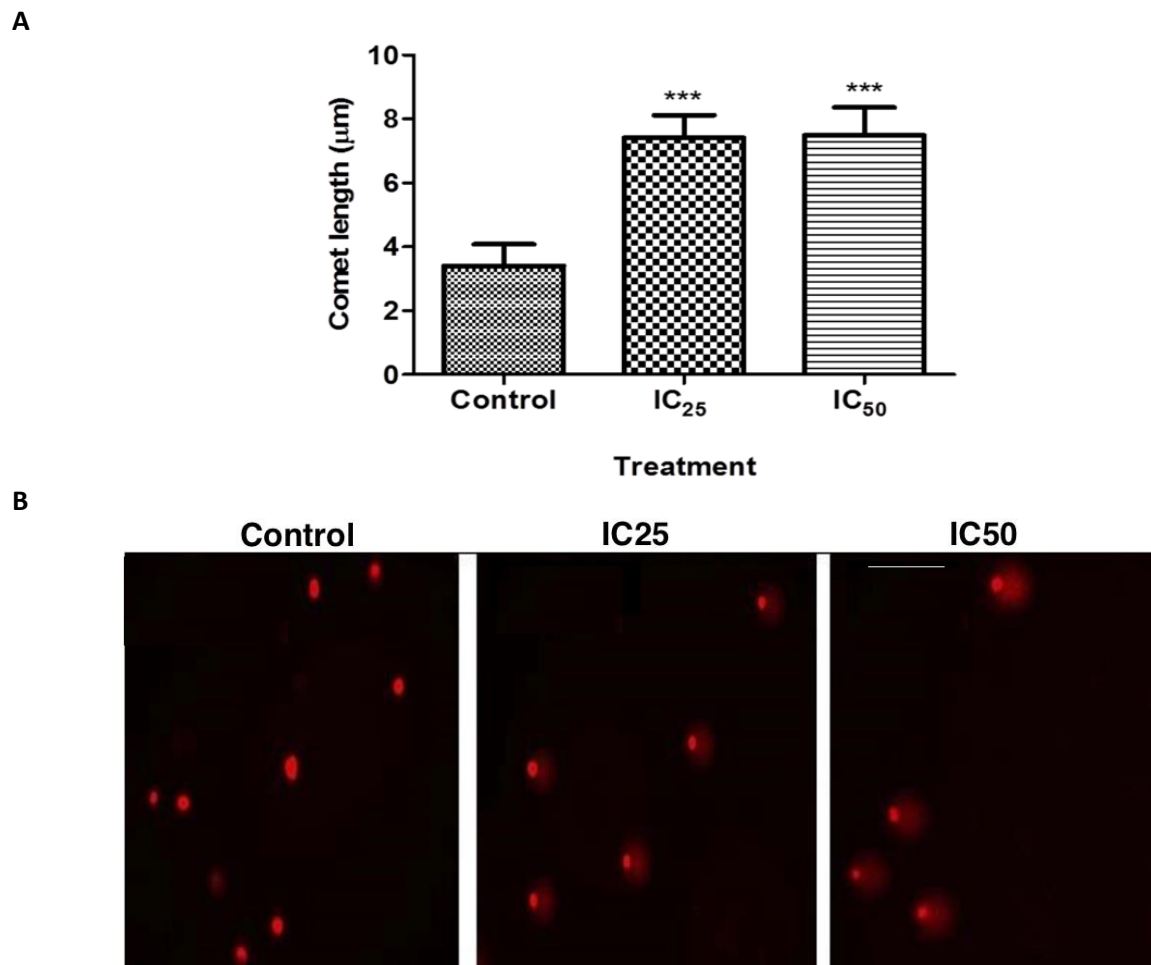 A
10
8
6
4
2
0
Comet length (μm)
***
***
Control IC25 IC50
Treatment
B
Control IC25 IC50